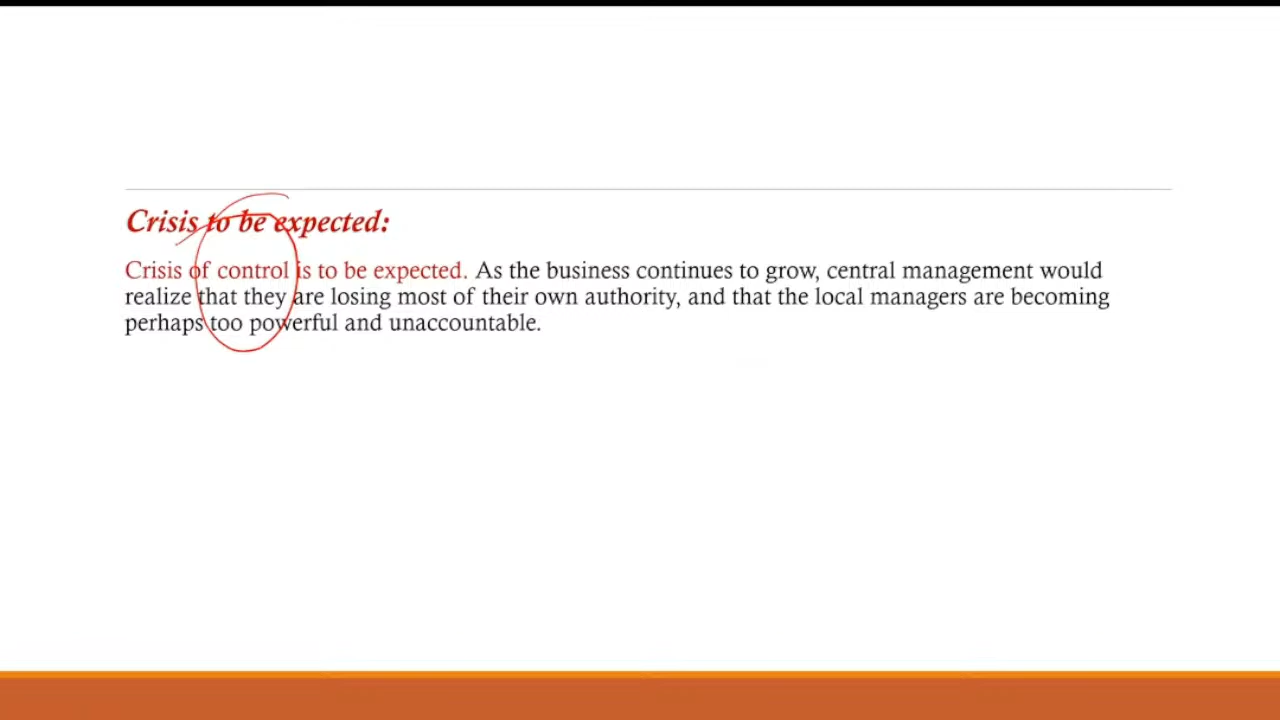 Crisis to be expected:
Crisis of control is to be expected. As the business continues to grow, central management would
realize that they are losing most of their own authority, and that the local managers are becoming
perhaps too powerful and unaccountable.